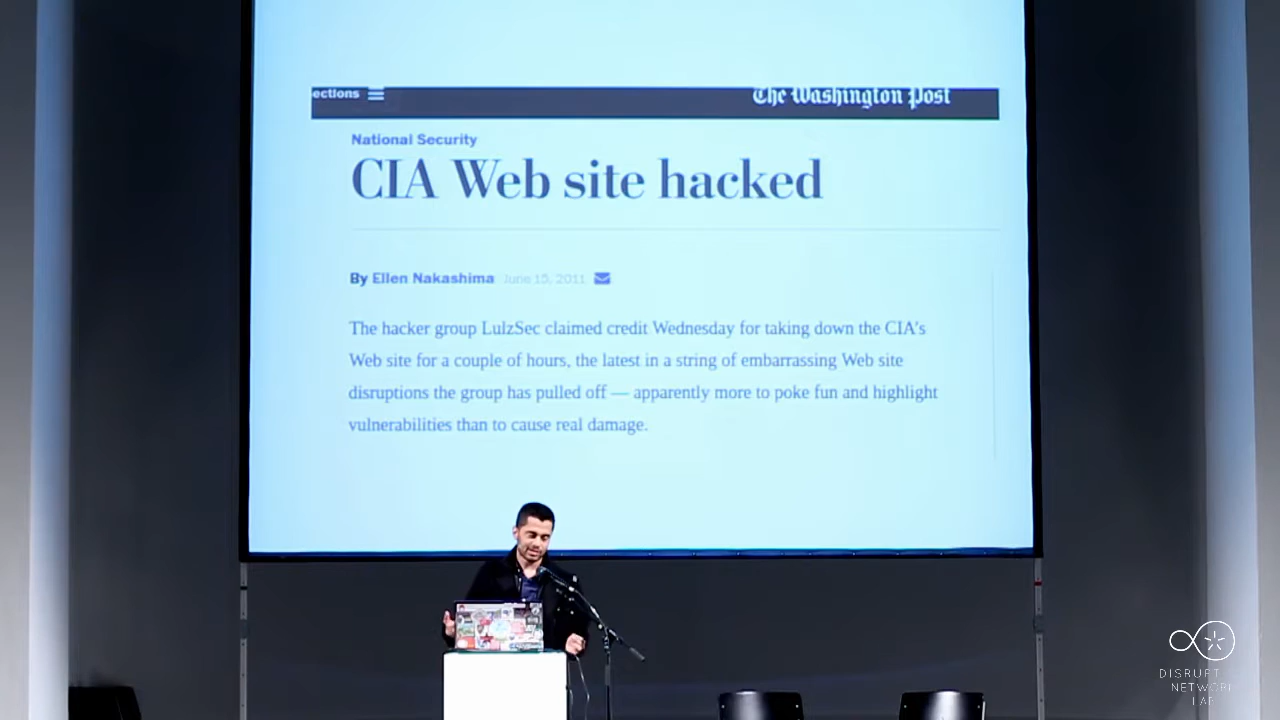 ections
The Washington Post
National Security
CIA Web site hacked
By Ellen Nakashima June 15, 2011
The hacker group LulzSec claimed credit Wednesday for taking down the CIA's
Web site for a couple of hours, the latest in a string of embarrassing Web site
disruptions the group has pulled off — apparently more to poke fun and highlight
vulnerabilities than to cause real damage.
DISRUPT
NETWORK
LAB